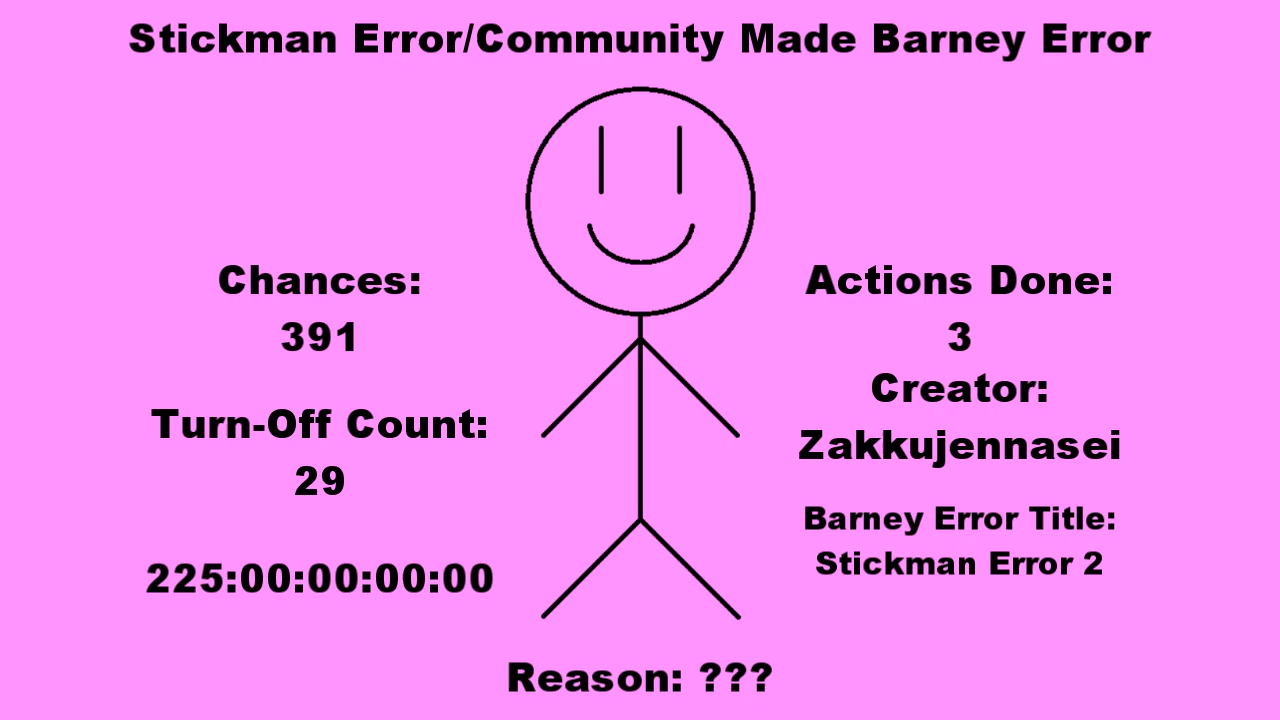 Stickman Error/Community Made Barney Error
Chances:
391
Turn-Off Count:
29
225:00:00:00:00
Actions Done:
3
Creator:
Zakkujennasei
Barney Error Title:
Stickman Error 2
Reason: ???